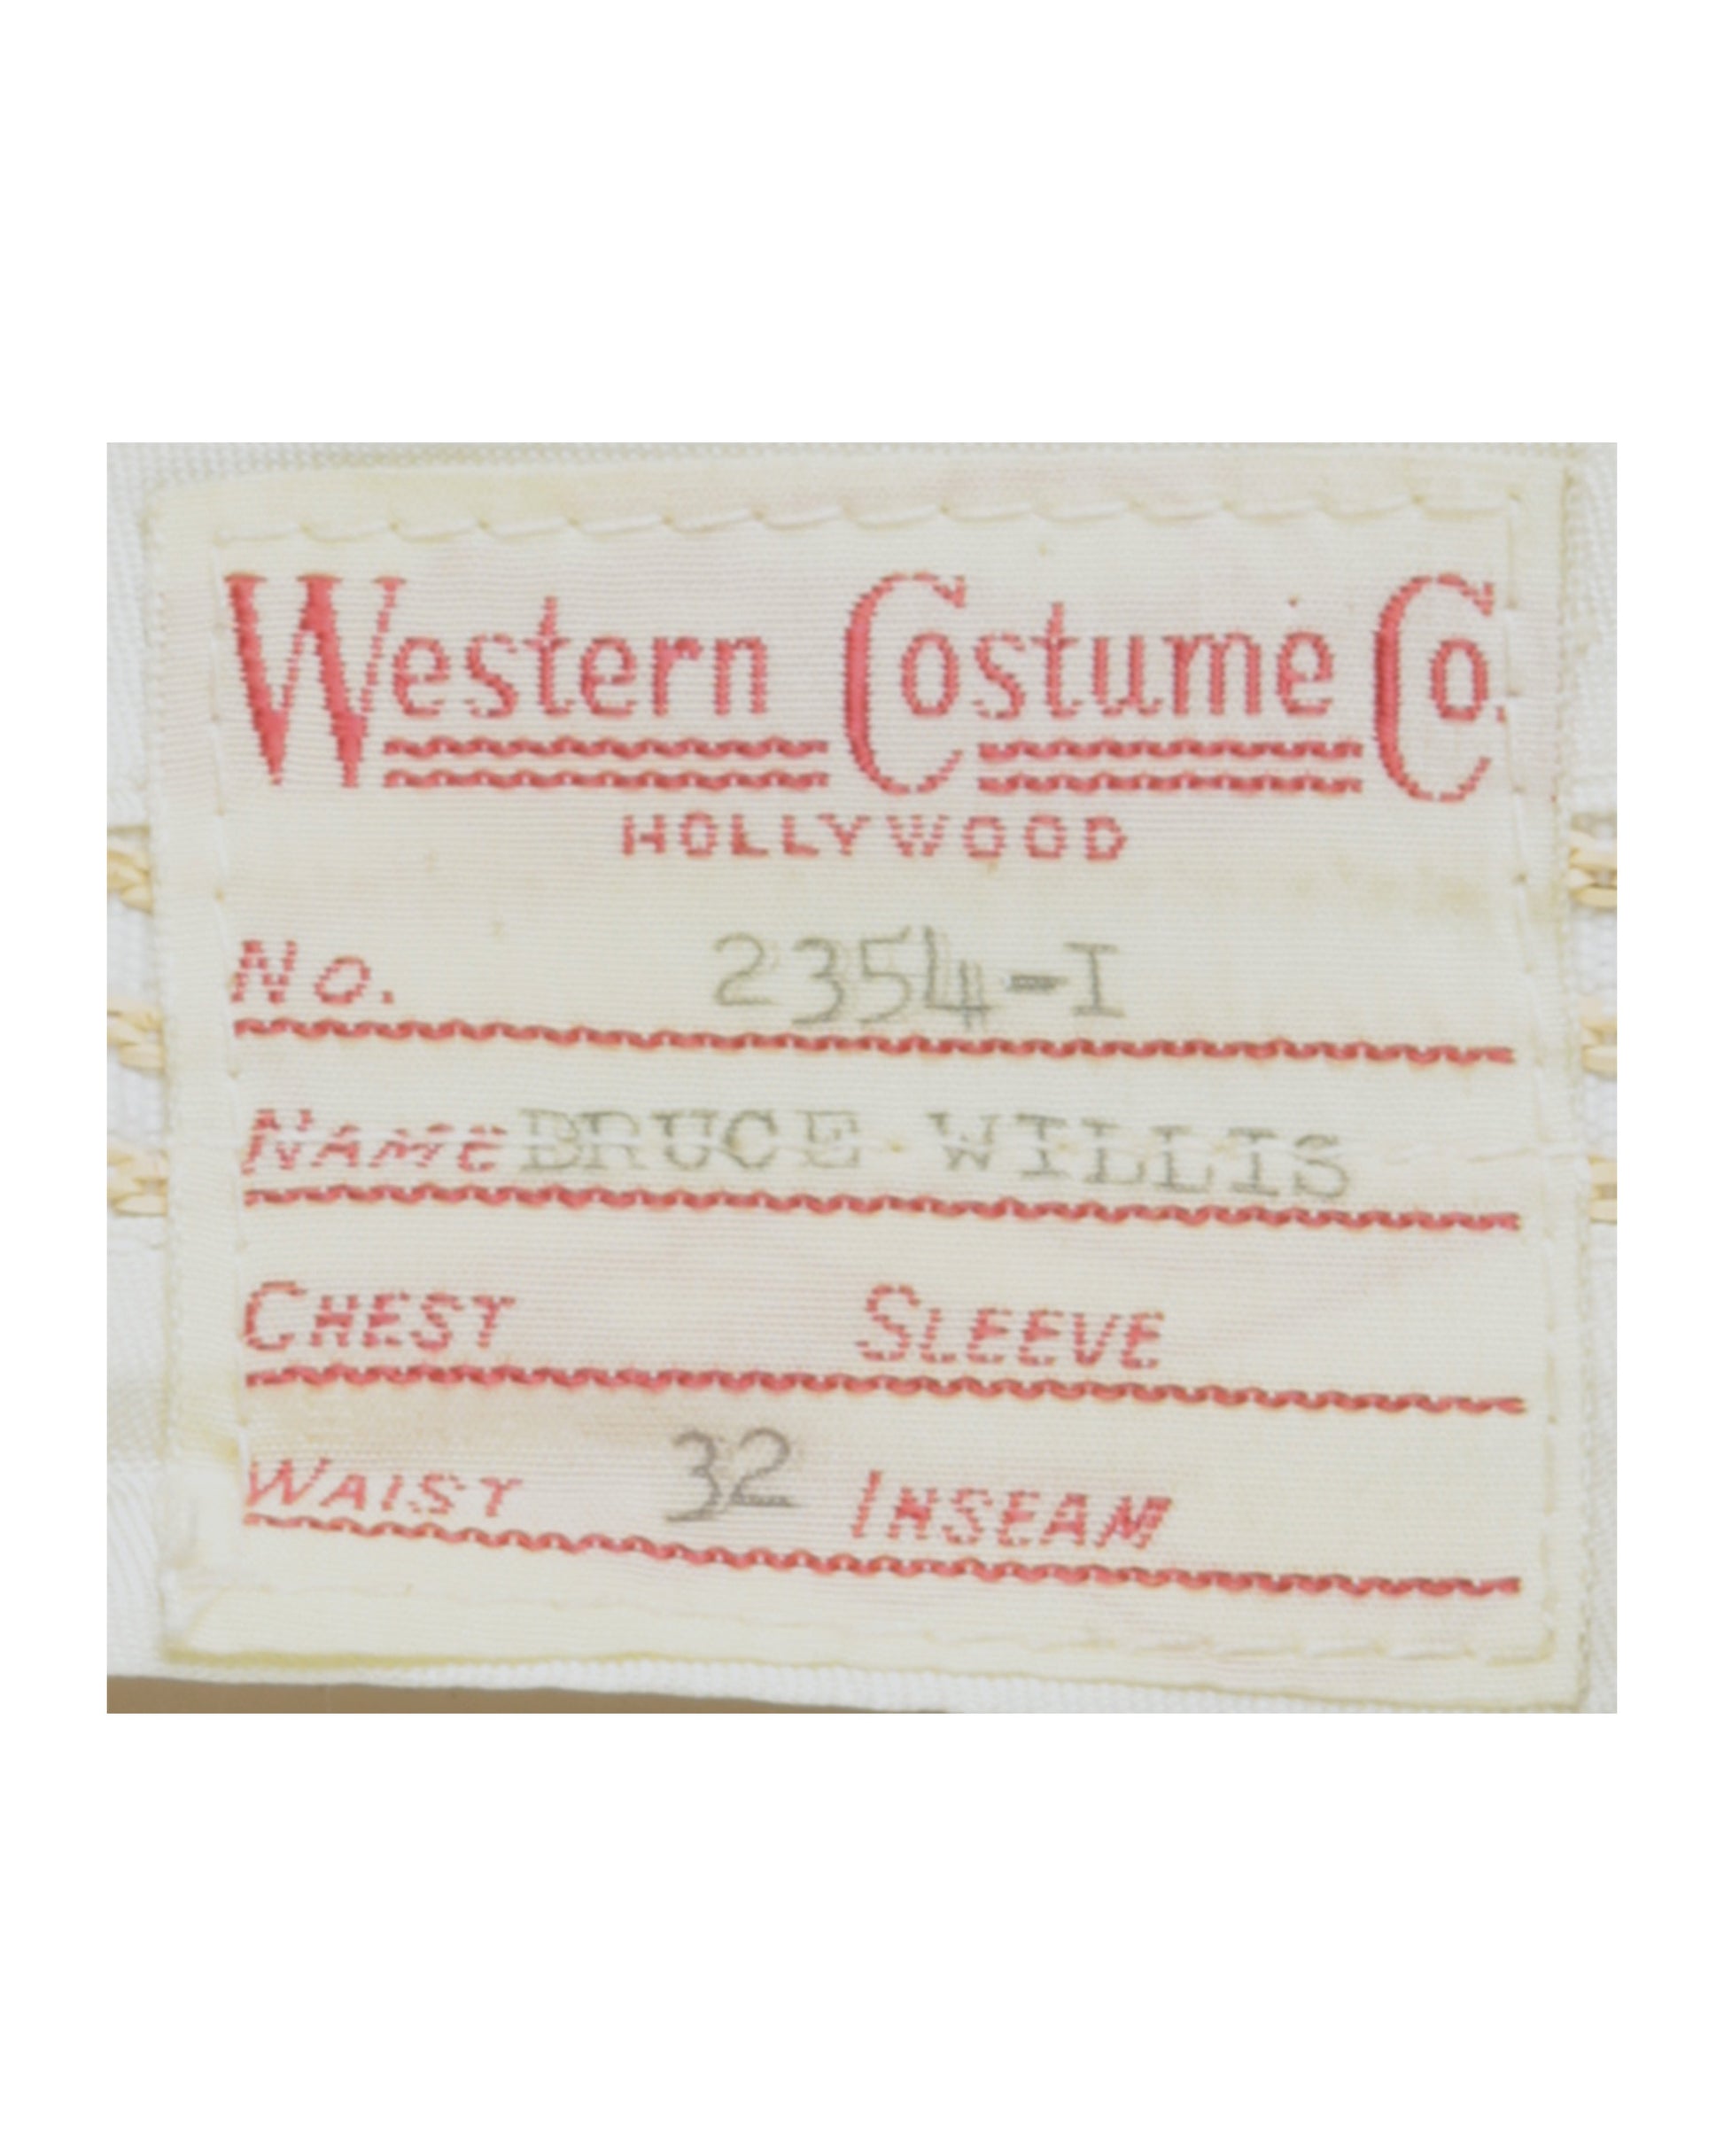 Western Costume Co.
HOLLYWOOD
No. 2354-I
NAME BRUCE WILLIS
CHEST SLEEVE
WAIST 32 INSEAM